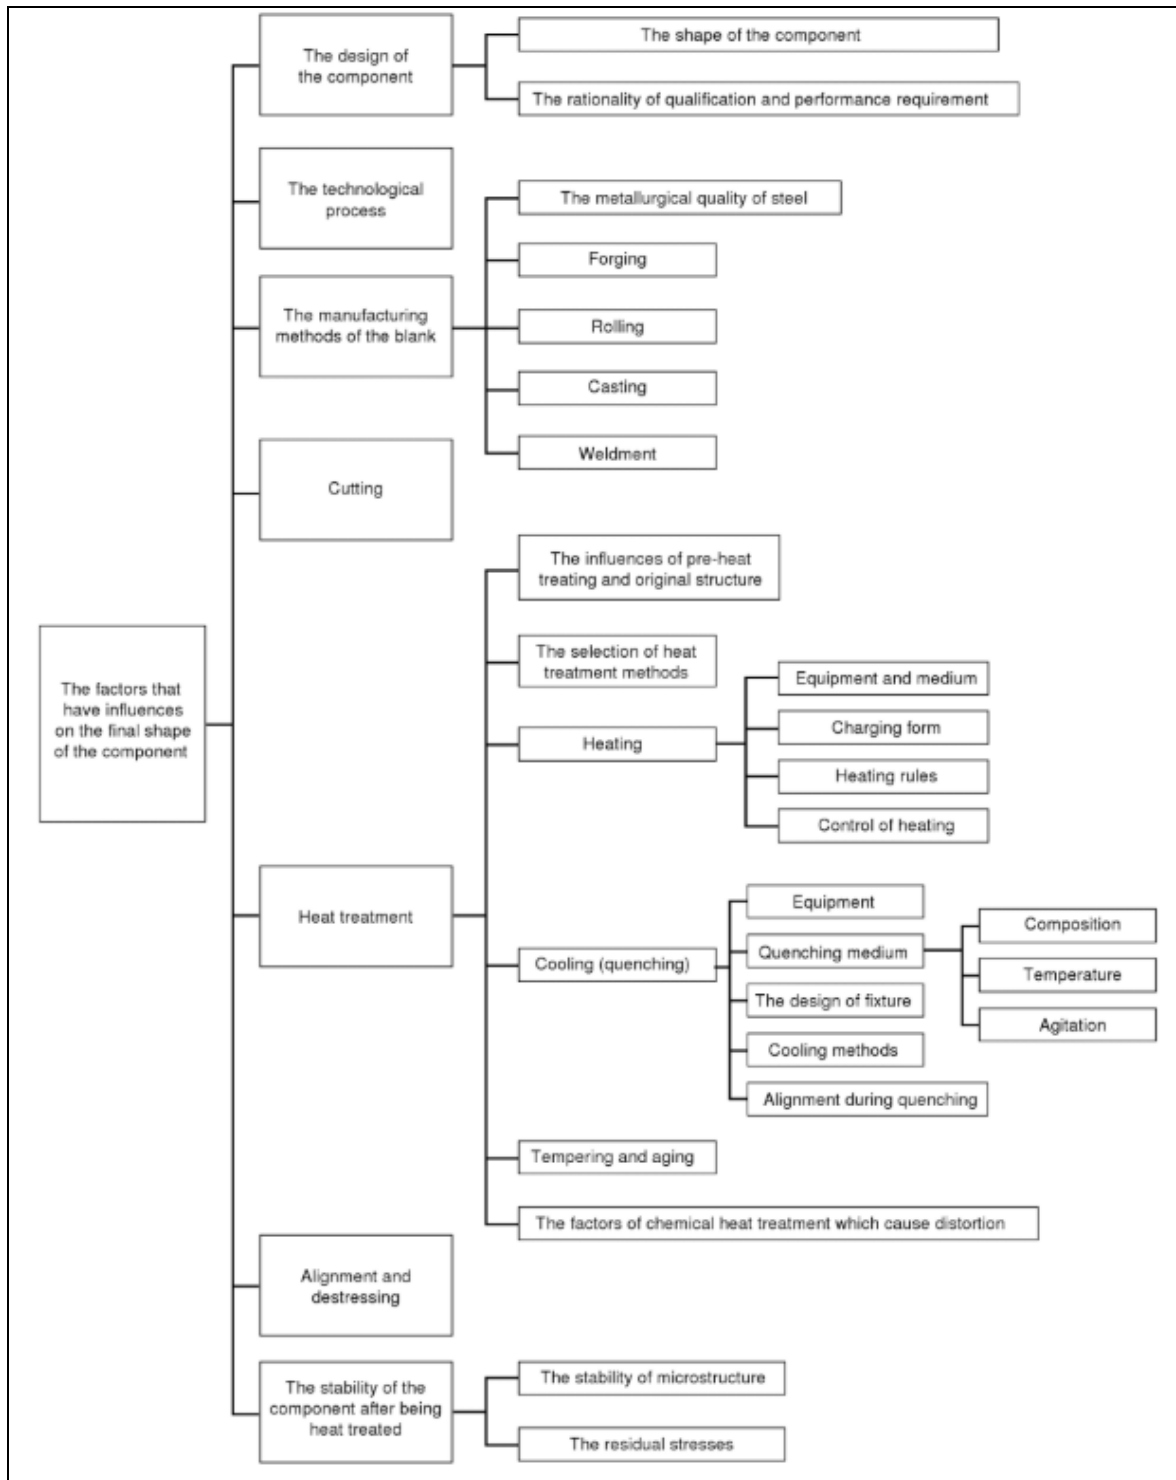 The factors that
have influences
on the final shape
of the component
The design of
the component
The shape of the component
The rationality of qualification and performance requirement
The technological
process
The manufacturing
methods of the blank
The metallurgical quality of steel
Forging
Rolling
Casting
Weldment
Cutting
Heat treatment
The influences of pre-heat
treating and original structure
The selection of heat
treatment methods
Heating
Equipment and medium
Charging form
Heating rules
Control of heating
Cooling (quenching)
Equipment
Quenching medium
Composition
Temperature
Agitation
The design of fixture
Cooling methods
Alignment during quenching
Tempering and aging
The factors of chemical heat treatment which cause distortion
Alignment and
destressing
The stability of the
component after being
heat treated
The stability of microstructure
The residual stresses